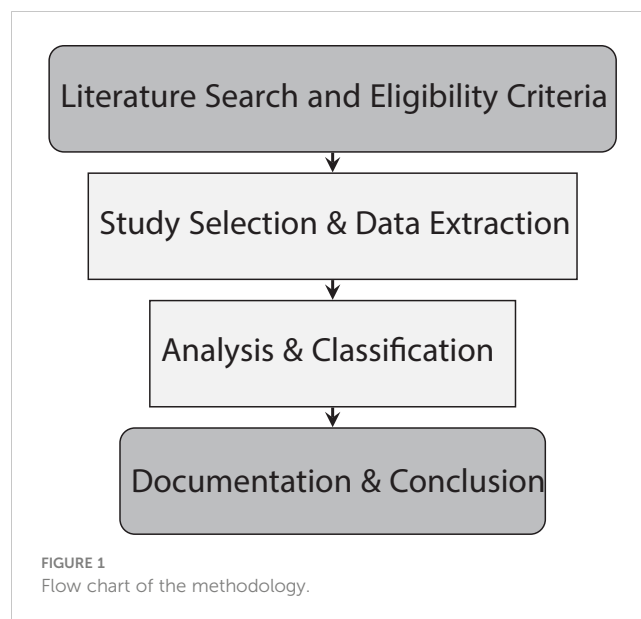 Literature Search and Eligibility Criteria
Study Selection & Data Extraction
Analysis & Classification
Documentation & Conclusion
FIGURE 1
Flow chart of the methodology.